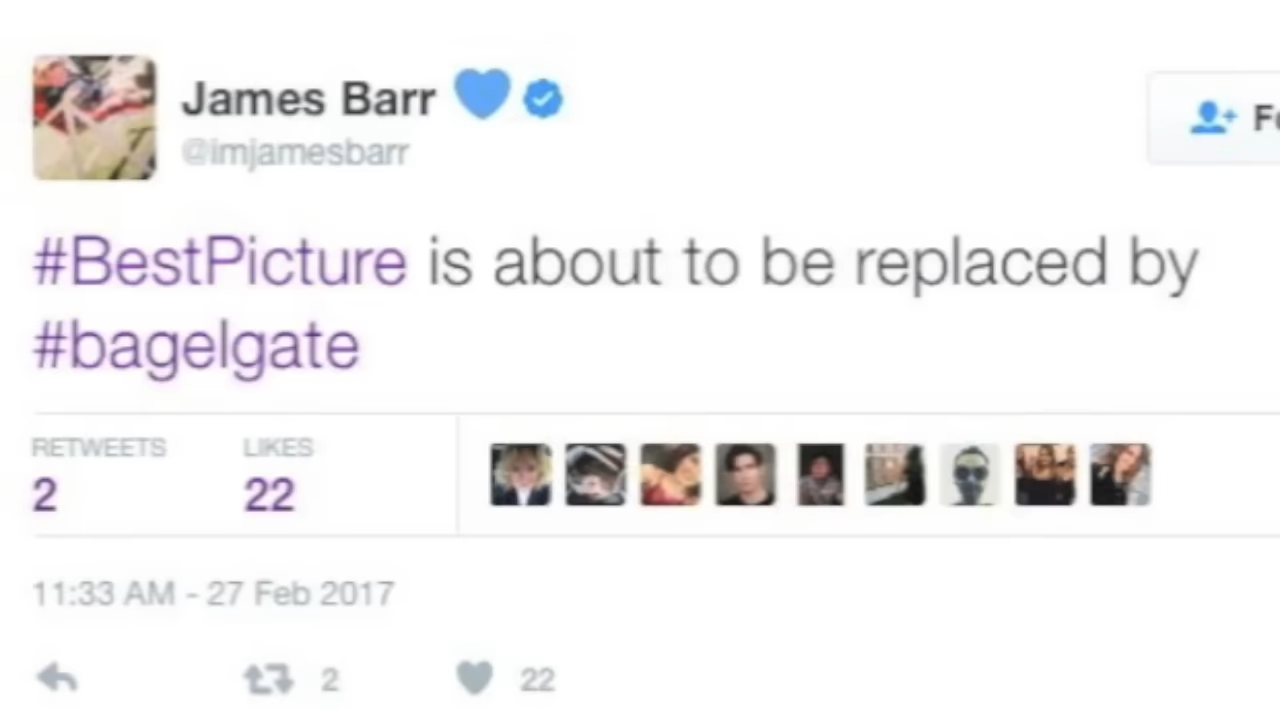 James Barr
@imjamesbarr
Fo
#BestPicture is about to be replaced by
#bagelgate
RETWEETS LIKES
2 22
11:33 AM - 27 Feb 2017
2 22